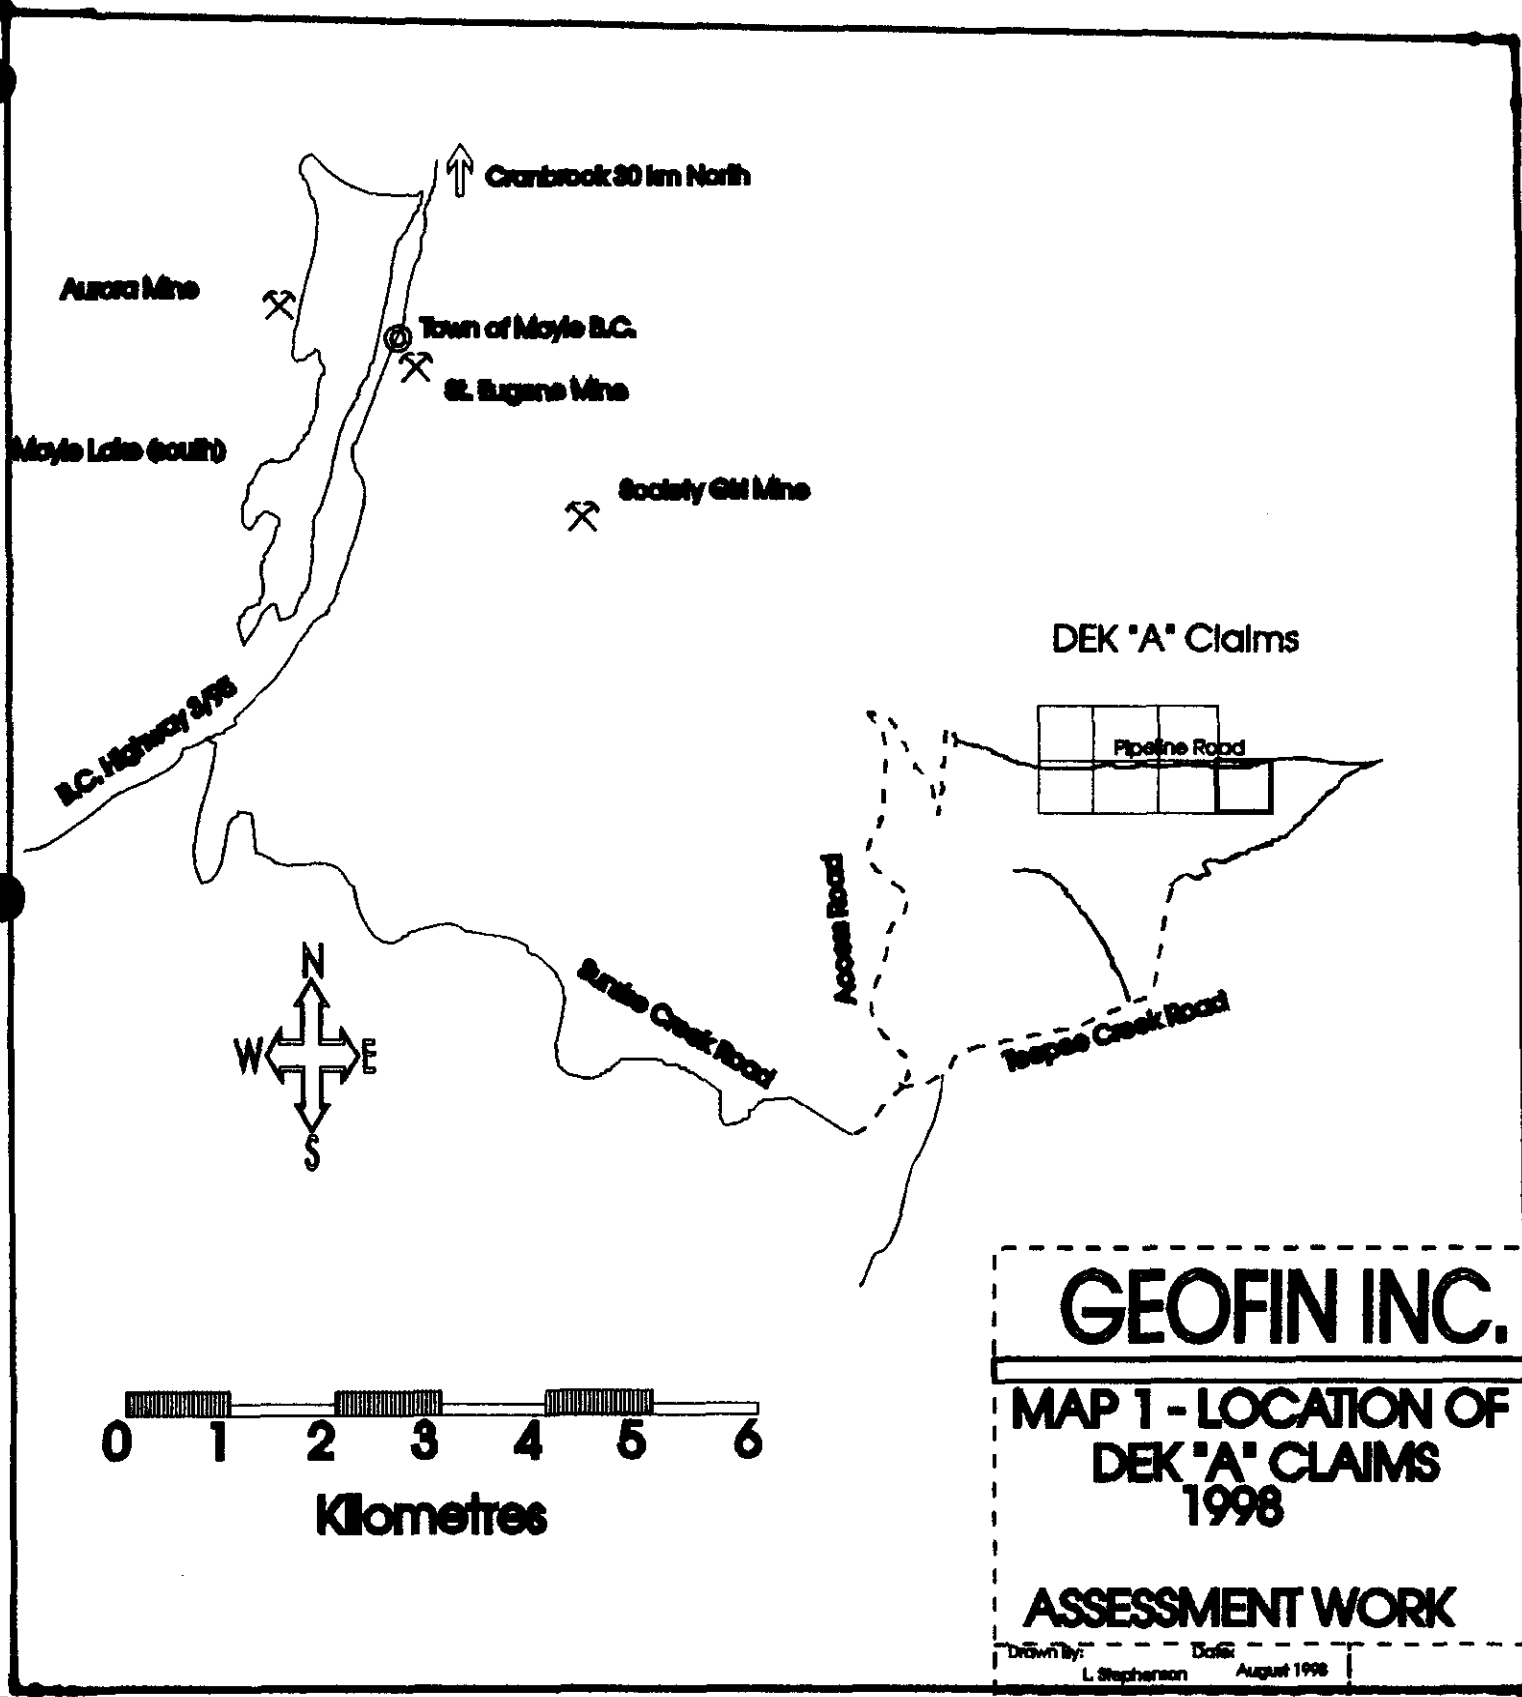 Cranbrook 30 km North
Aurora Mine
Town of Moyie B.C.
St. Eugene Mine
Moyie Lake (south)
Society Girl Mine
DEK "A" Claims
B.C. Highway 3/95
Pipeline Road
Access Road
N
W E
S
Sunrise Creek Road
Teepee Creek Road
GEOFIN INC.
0 1 2 3 4 5 6
Kilometres
MAP 1 - LOCATION OF
DEK "A" CLAIMS
1998
ASSESSMENT WORK
Drawn By: Date:
L. Stephenson August 1998